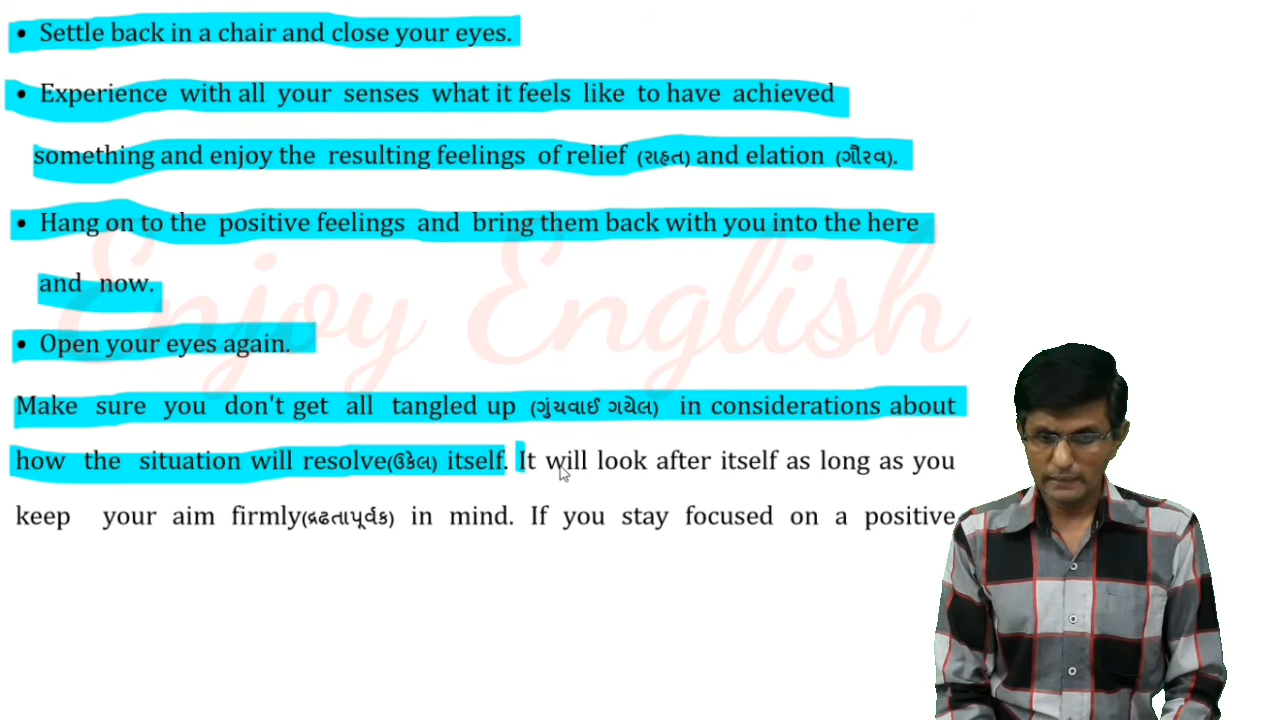 • Settle back in a chair and close your eyes.
• Experience with all your senses what it feels like to have achieved
something and enjoy the resulting feelings of relief (રાહત) and elation (ગૌરવ).
• Hang on to the positive feelings and bring them back with you into the here
and now.
Enjoy English
• Open your eyes again.
Make sure you don't get all tangled up (ગુંચવાઈ ગયેલ) in considerations about
how the situation will resolve(ઉકેલ) itself. It will look after itself as long as you
keep your aim firmly(દ્રઢતાપૂર્વક) in mind. If you stay focused on a positive